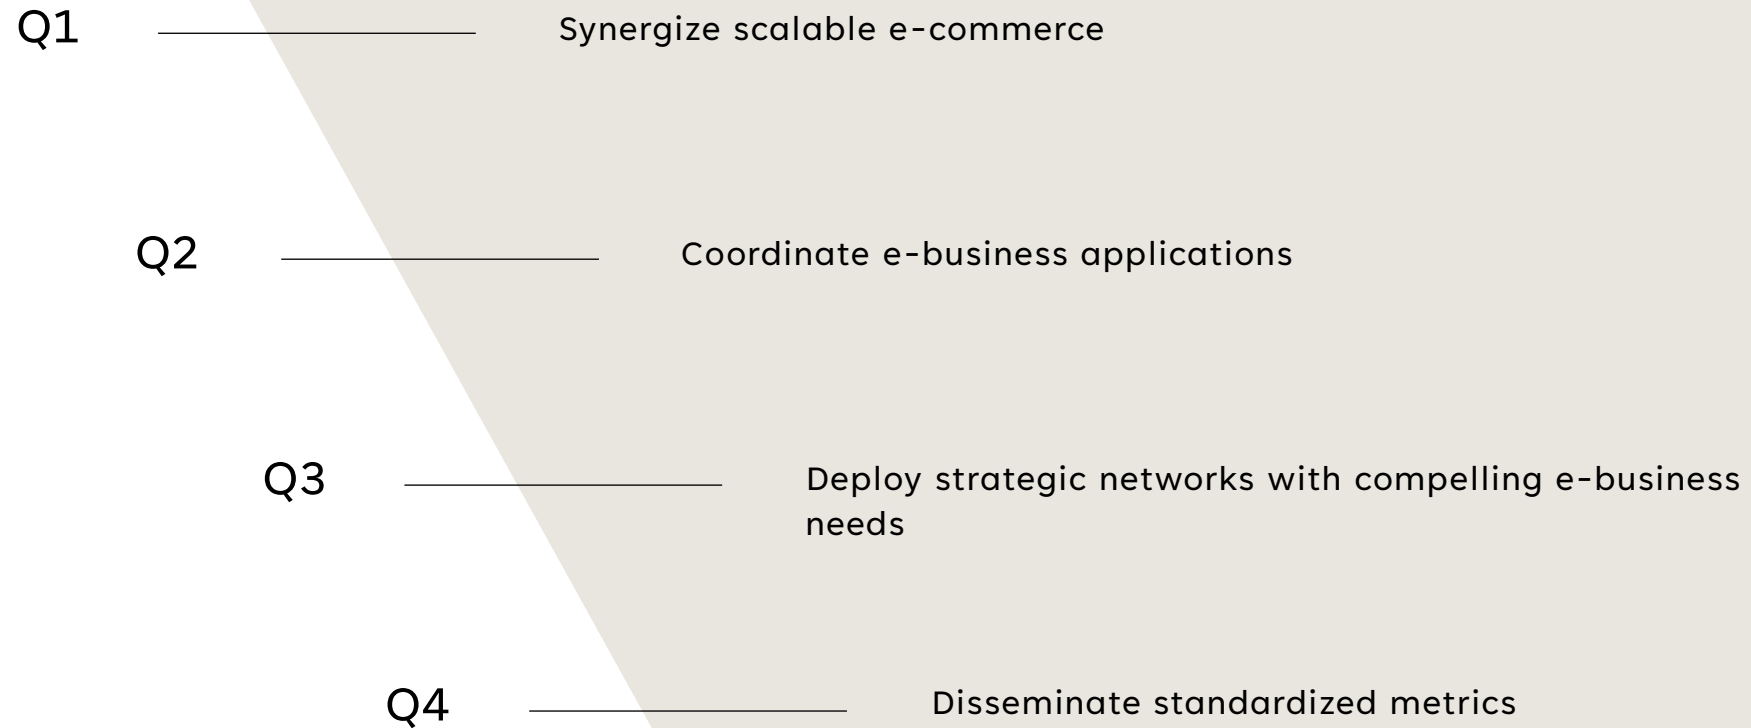 Q1 Synergize scalable e-commerce
Q2 Coordinate e-business applications
Q3 Deploy strategic networks with compelling e-business
needs
Q4 Disseminate standardized metrics